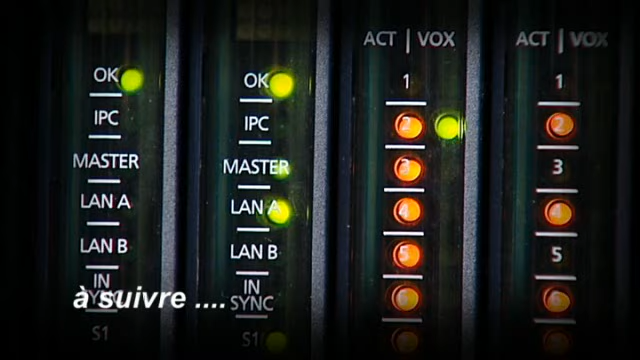 OK
IPC
MASTER
LAN A
LAN B
IN
SYNC
S1
OK
IPC
MASTER
LAN A
LAN B
IN
SYNC
S1
ACT | VOX
1
2
3
4
5
6
ACT | VOX
1
2
3
4
5
6
à suivre ....